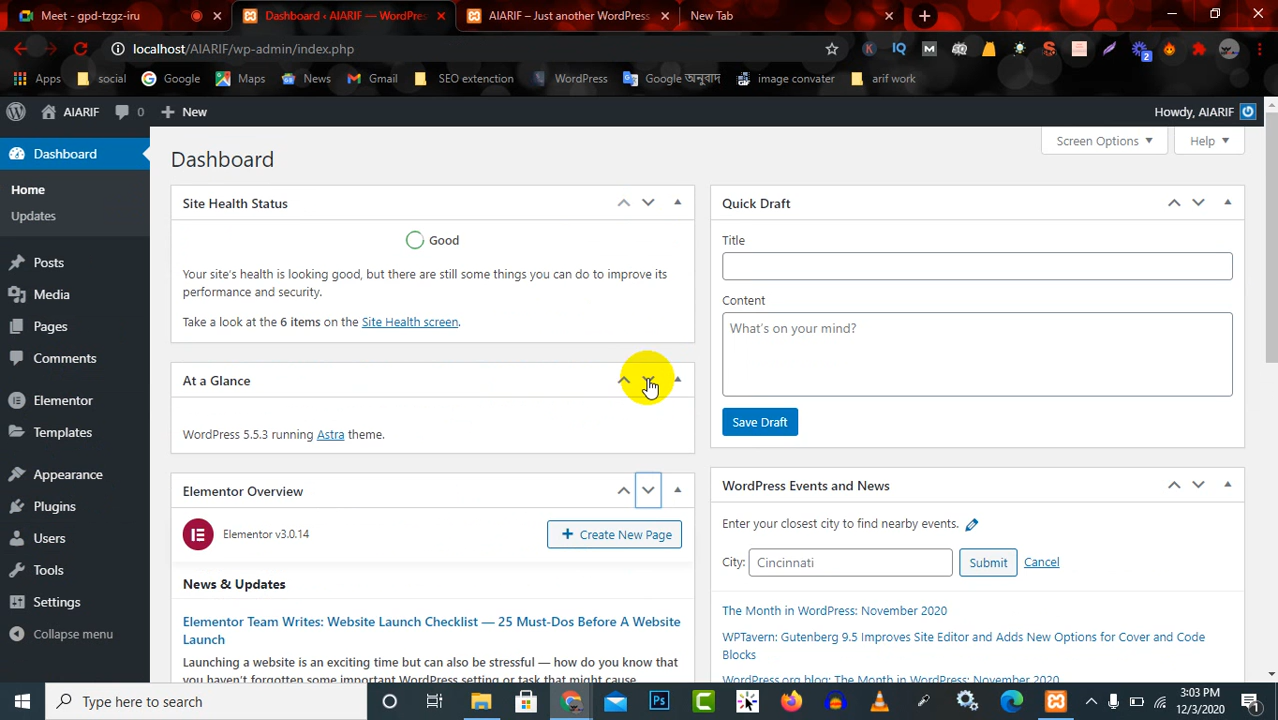 Meet - gpd-tzgz-iru
Dashboard ‹ AIARIF — WordPres
AIARIF – Just another WordPress
New Tab
localhost/AIARIF/wp-admin/index.php
Apps
social
Google
Maps
News
Gmail
SEO extenction
WordPress
Google অনুবাদ
image convater
arif work
AIARIF
0
New
Howdy, AIARIF
Dashboard
Home
Updates
Posts
Media
Pages
Comments
Elementor
Templates
Appearance
Plugins
Users
Tools
Settings
Collapse menu
Dashboard
Screen Options
Help
Site Health Status
Good
Your site's health is looking good, but there are still some things you can do to improve its
performance and security.
Take a look at the 6 items on the Site Health screen.
At a Glance
WordPress 5.5.3 running Astra theme.
Elementor Overview
Elementor v3.0.14
Create New Page
News & Updates
Elementor Team Writes: Website Launch Checklist — 25 Must-Dos Before A Website
Launch
Launching a website is an exciting time but can also be stressful — how do you know that
you haven't forgotten some important WordPress setting or task that might cause
Quick Draft
Title
Content
What's on your mind?
Save Draft
WordPress Events and News
Enter your closest city to find nearby events.
City:
Cincinnati
Submit
Cancel
The Month in WordPress: November 2020
WPTavern: Gutenberg 9.5 Improves Site Editor and Adds New Options for Cover and Code
Blocks
WordPress.org blog: The Month in WordPress: November 2020
Type here to search
3:03 PM
12/3/2020